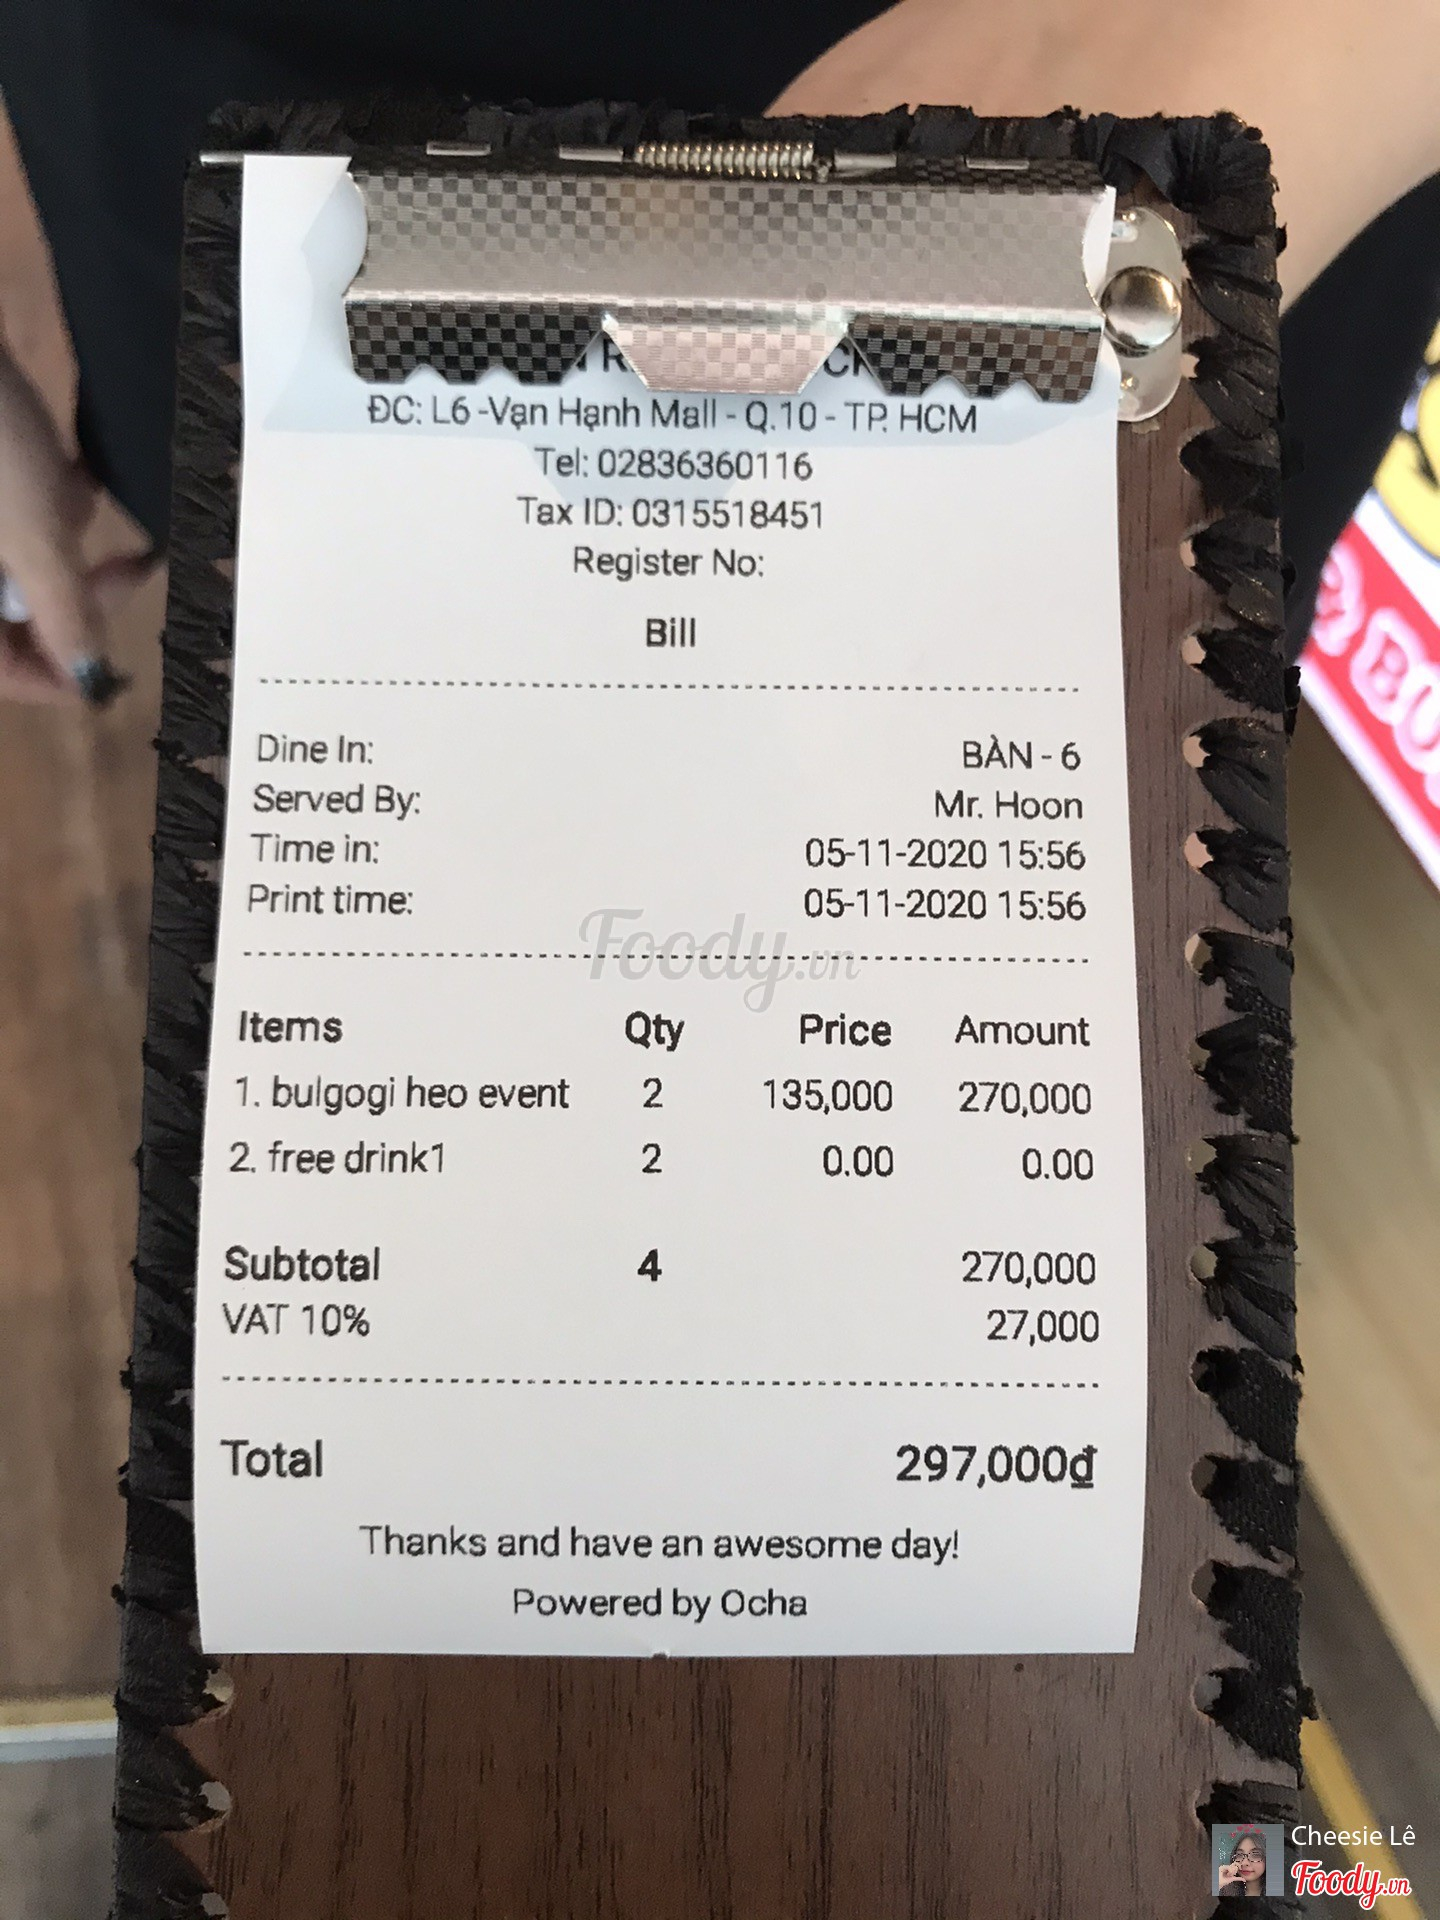 ĐC: L6 -Vạn Hạnh Mall - Q.10 - TP. HCM
Tel: 02836360116
Tax ID: 0315518451
Register No:
Bill
Dine In: BÀN - 6
Served By: Mr. Hoon
Time in: 05-11-2020 15:56
Print time: 05-11-2020 15:56
Foody.vn
Items Qty Price Amount
1. bulgogi heo event 2 135,000 270,000
2. free drink1 2 0.00 0.00
Subtotal 4 270,000
VAT 10% 27,000
Total 297,000₫
Thanks and have an awesome day!
Powered by Ocha
Cheesie Lê
Foody.vn